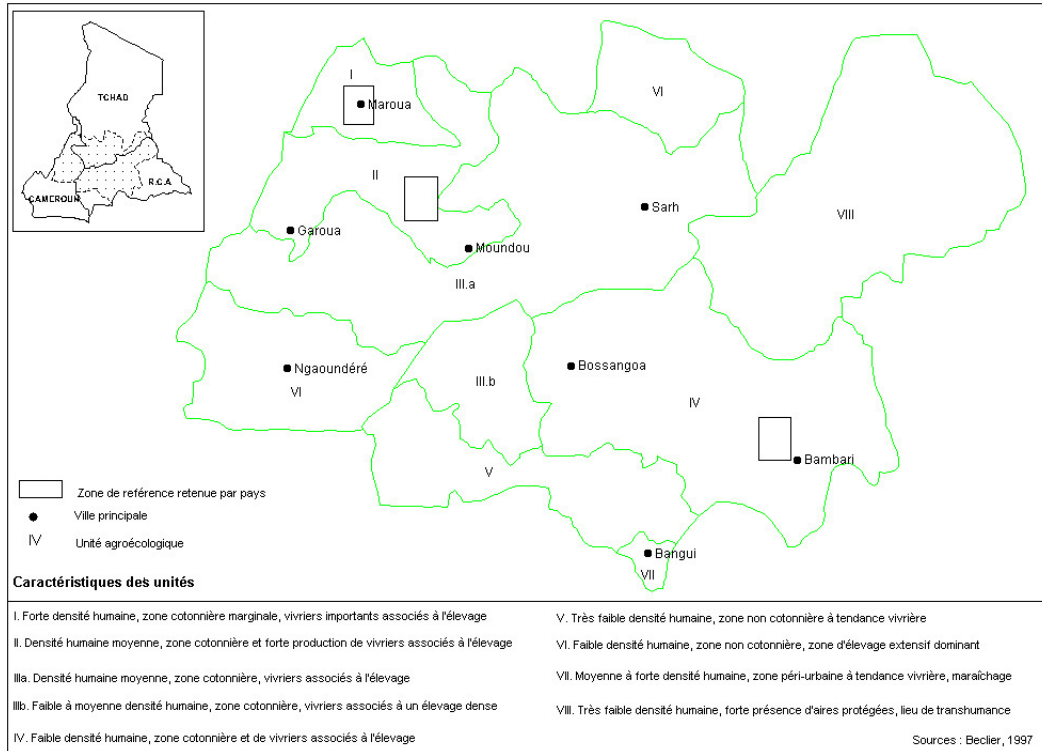 TCHAD
R.C.A
CAMEROUN
I
Maroua
VI
II
Sarh
VIII
Garoua
Moundou
III.a
Ngaoundéré
VI
III.b
Bossangoa
IV
Bambari
V
Bangui
VII
Zone de reférence retenue par pays
Ville principale
IV Unité agroécologique
Caractéristiques des unités
I. Forte densité humaine, zone cotonnière marginale, vivriers importants associés à l'élevage
II. Densité humaine moyenne, zone cotonnière et forte production de vivriers associés à l'élevage
IIIa. Densité humaine moyenne, zone cotonnière, vivriers associés à l'élevage
IIIb. Faible à moyenne densité humaine, zone cotonnière, vivriers associés à un élevage dense
IV. Faible densité humaine, zone cotonnière et de vivriers associés à l'élevage
V. Très faible densité humaine, zone non cotonnière à tendance vivrière
VI. Faible densité humaine, zone non cotonnière, zone d'élevage extensif dominant
VII. Moyenne à forte densité humaine, zone péri-urbaine à tendance vivrière, maraîchage
VIII. Très faible densité humaine, forte présence d'aires protégées, lieu de transhumance
Sources : Beclier, 1997